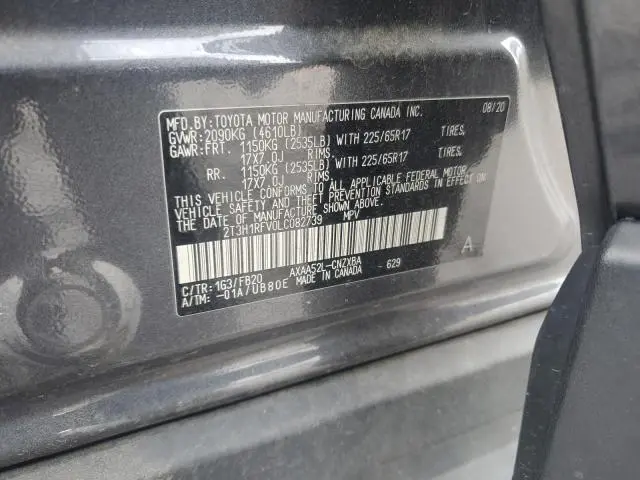 MFD.BY:TOYOTA MOTOR MANUFACTURING CANADA INC. 08/20
GVWR:2090KG (4610LB)
GAWR:FRT. 1150KG (2535LB) WITH 225/65R17 TIRES,
17X7.0J RIMS.
RR. 1150KG (2535LB) WITH 225/65R17 TIRES,
17X7.0J RIMS.
THIS VEHICLE CONFORMS TO ALL APPLICABLE FEDERAL MOTOR
VEHICLE SAFETY AND THEFT PREVENTION STANDARDS IN EFFECT ON
THE DATE OF MANUFACTURE SHOWN ABOVE.
2T3H1RFV0LC082739 MPV
A
C/TR:1G3/FB20 AXAA52L-CNZXBA
A/TM: -01A/UB80E MADE IN CANADA - 629